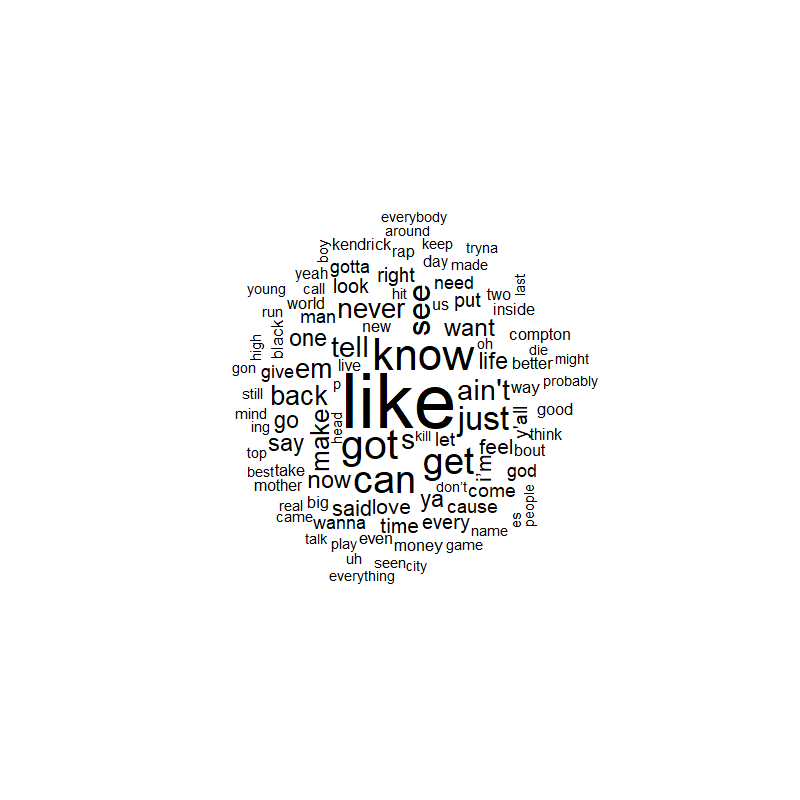 everybody
around
boy kendrick rap keep tryna
yeah gotta right day made
young call look hit need last
world man never see us put two inside
run new want
high black one tell know oh compton
gon give em live life die better might
still back p like ain't way probably
mind go just y'all good
ing say make head got s kill let feel think
top bout
best take now can get i'm god
mother don't come
real big said love ya cause es people
came wanna time every name
talk play even money game
uh seen city
everything